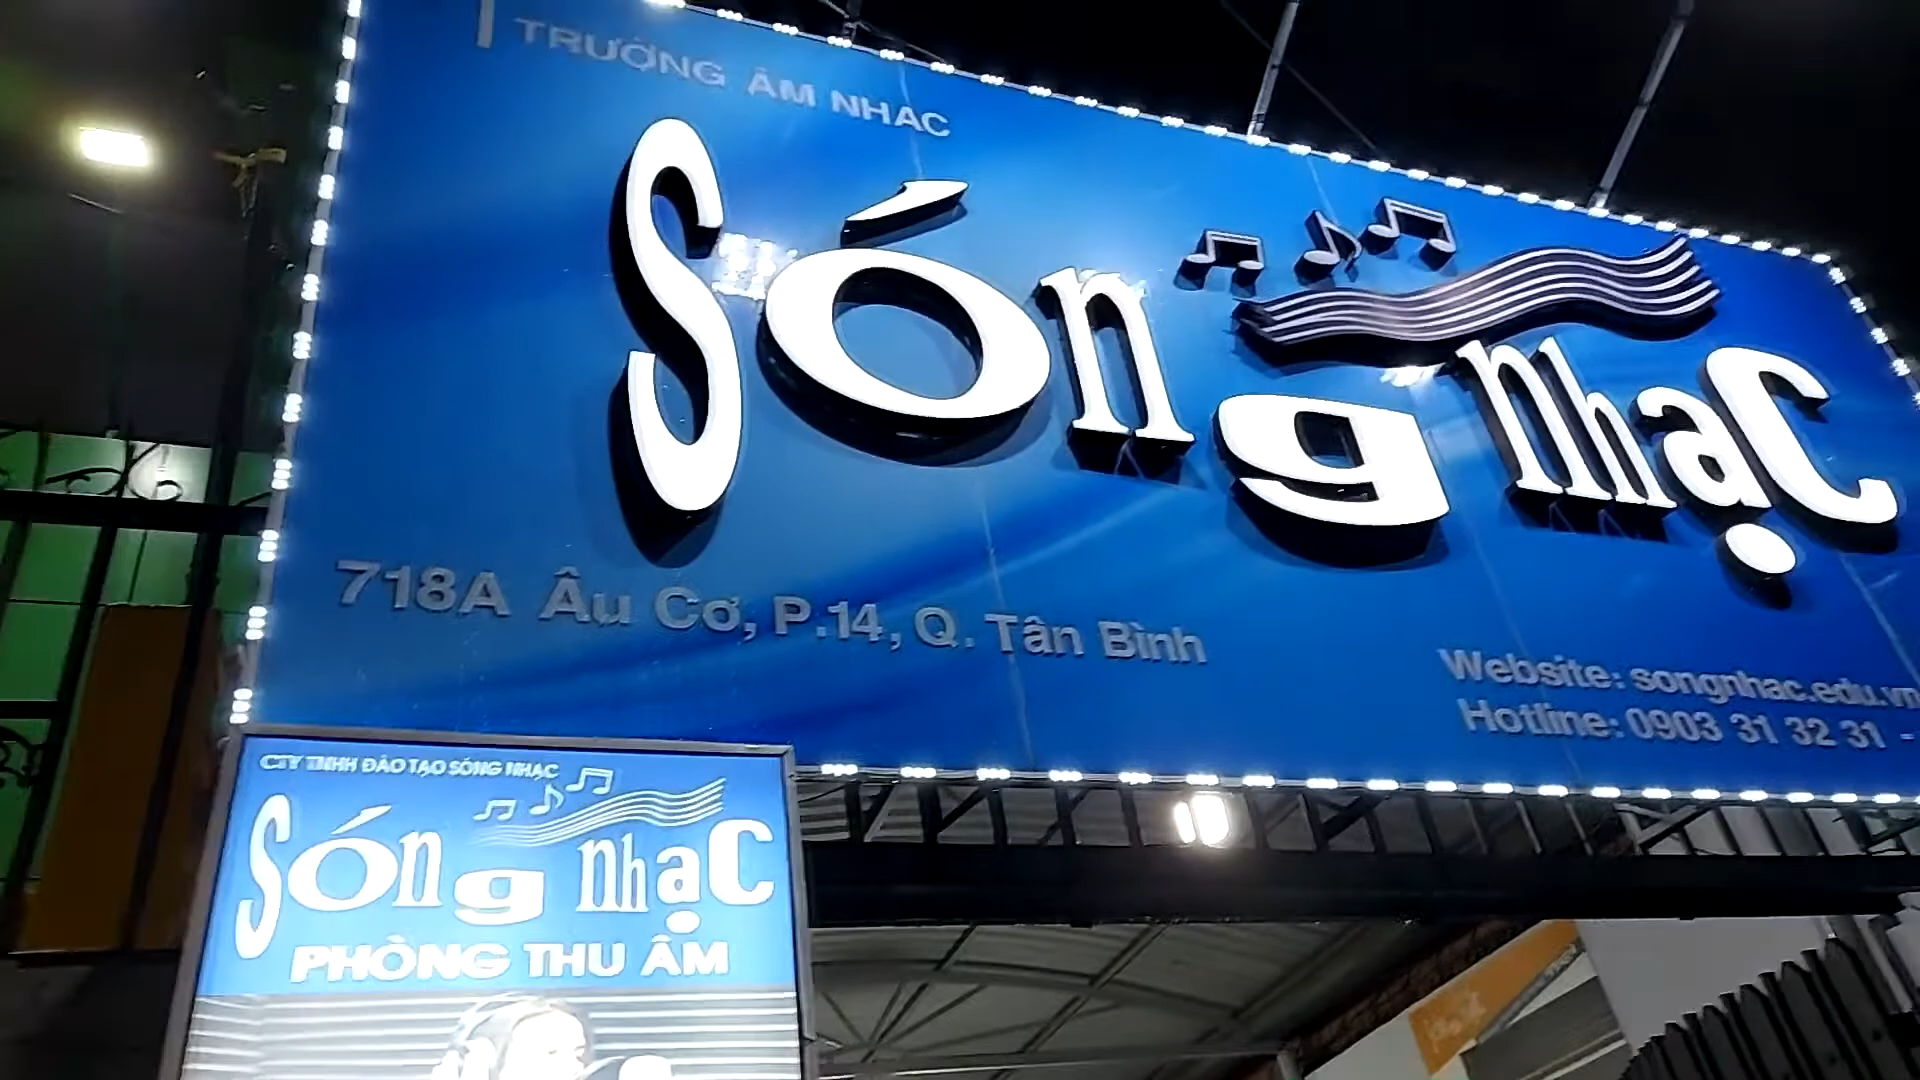 TRƯỜNG ÂM NHẠC
Sóng nhạc
718A Âu Cơ, P.14, Q. Tân Bình
Website: songnhac.edu.vn
Hotline: 0903 31 32 31 -
CTY TNHH ĐÀO TẠO SÓNG NHẠC
Sóng nhạc
PHÒNG THU ÂM